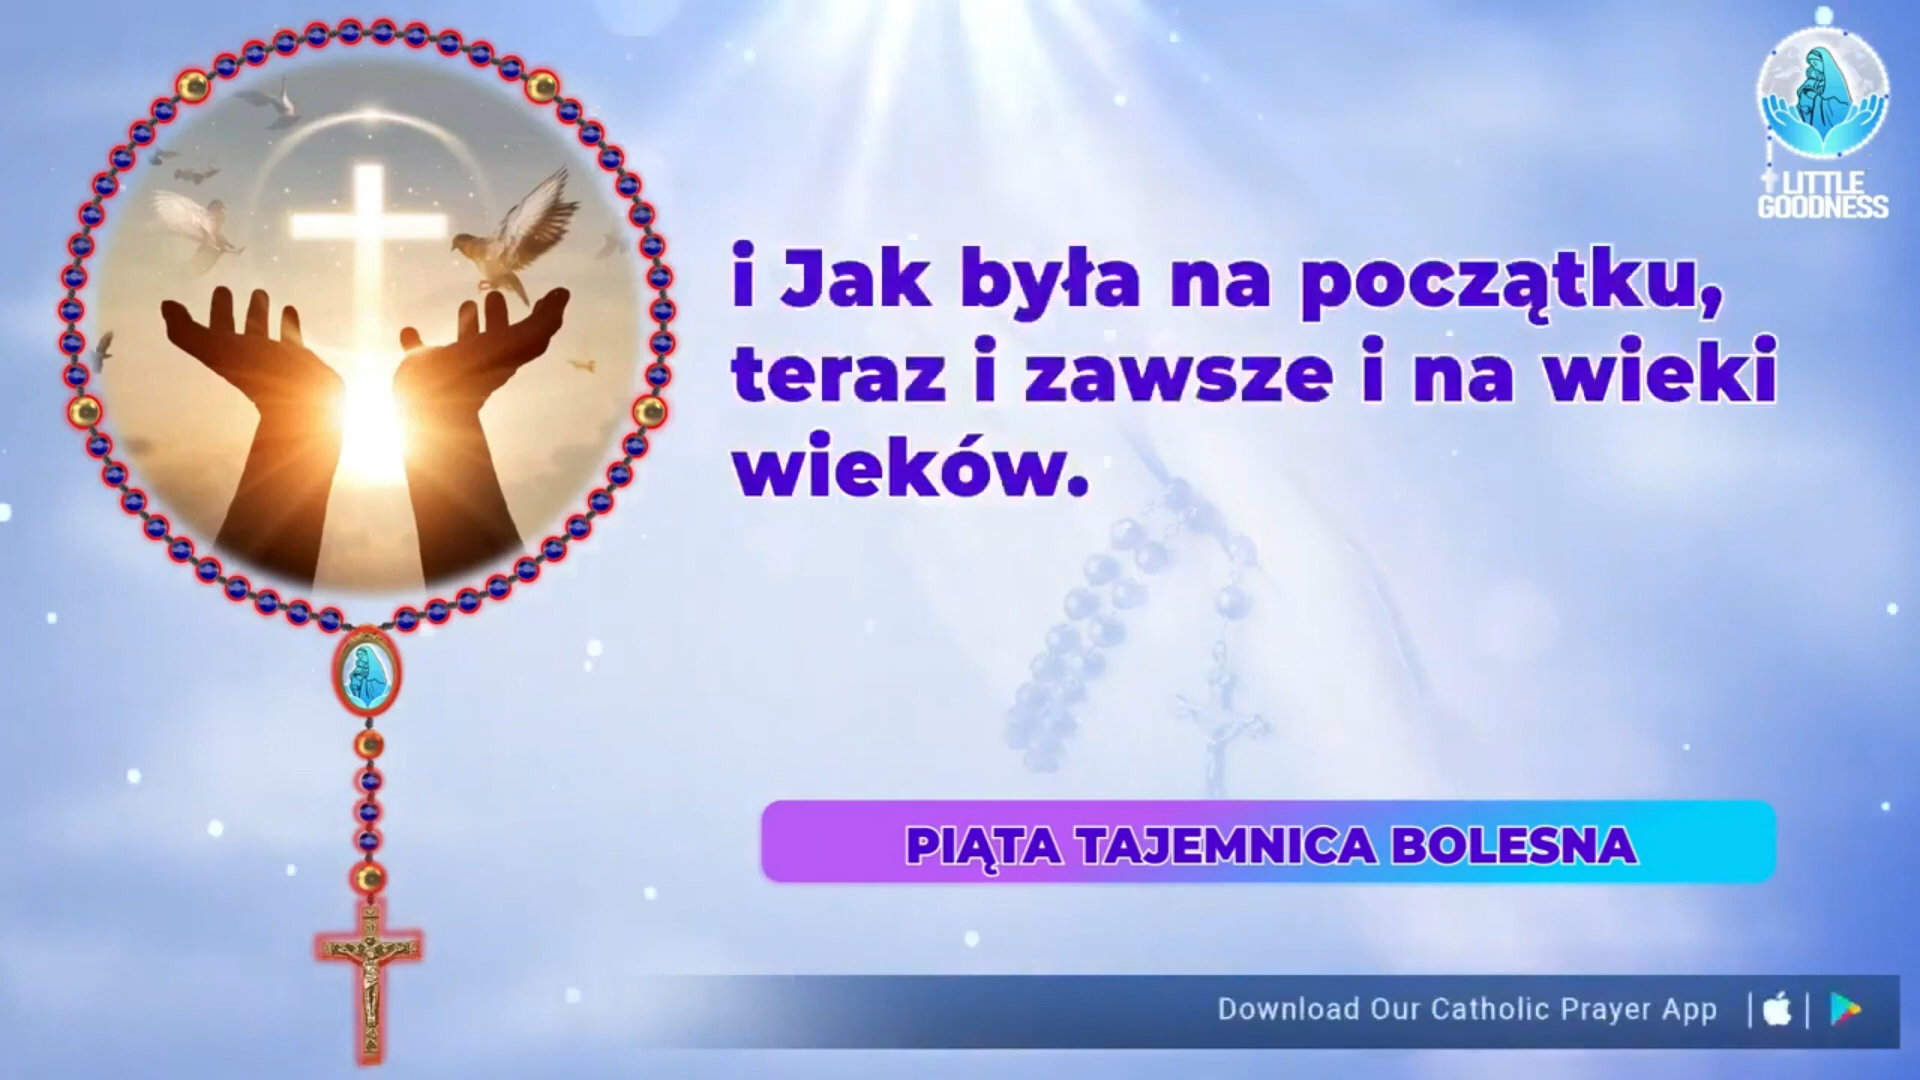 LITTLE
GOODNESS
i Jak była na początku,
teraz i zawsze i na wieki
wieków.
PIĄTA TAJEMNICA BOLESNA
Download Our Catholic Prayer App